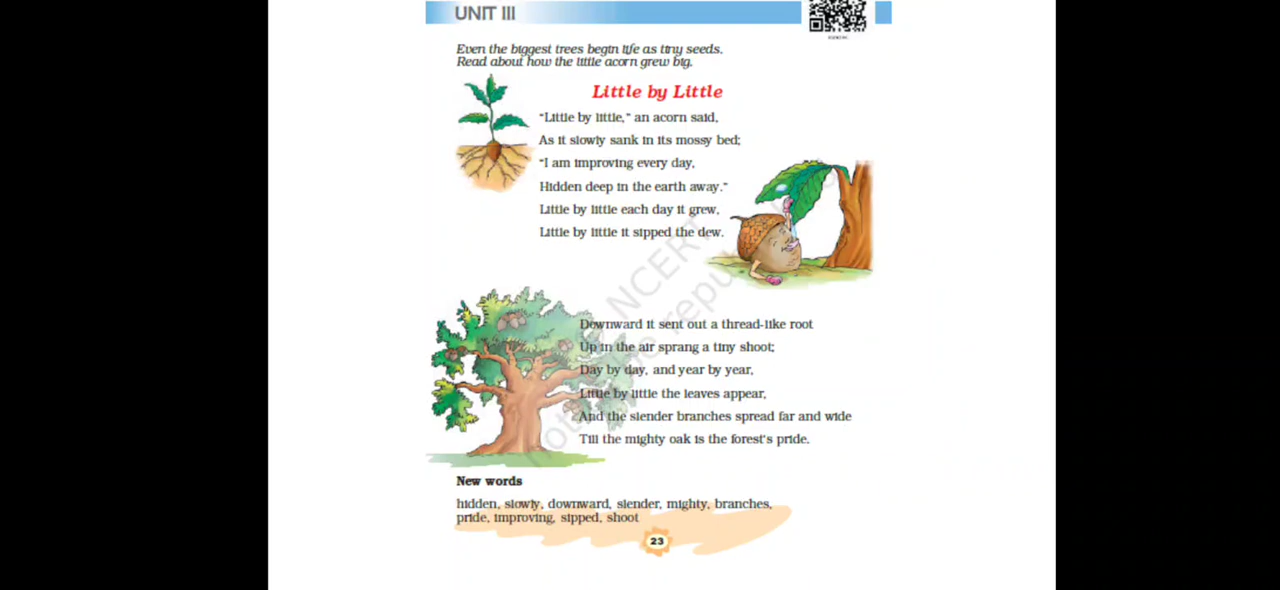 UNIT III
Even the biggest trees begin life as tiny seeds.
Read about how the little acorn grew big.
Little by Little
"Little by little," an acorn said,
As it slowly sank in its mossy bed;
"I am improving every day,
Hidden deep in the earth away."
Little by little each day it grew,
Little by little it sipped the dew.
Downward it sent out a thread-like root
Up in the air sprang a tiny shoot;
Day by day, and year by year,
Little by little the leaves appear,
And the slender branches spread far and wide
Till the mighty oak is the forest's pride.
New words
hidden, slowly, downward, slender, mighty, branches,
pride, improving, sipped, shoot
23